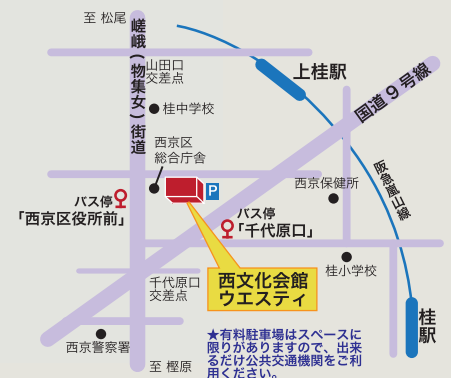 至 松尾
嵯峨(物集女)街道
山田口
交差点
上桂駅
国道9号線
桂中学校
西京区
総合庁舎
P
阪急嵐山線
西京保健所
バス停
「西京区役所前」
バス停
「千代原口」
千代原口
交差点
西文化会館
ウエスティ
桂小学校
桂駅
西京警察署
至 樫原
★有料駐車場はスペースに
限りがありますので、出来
るだけ公共交通機関をご利
用ください。